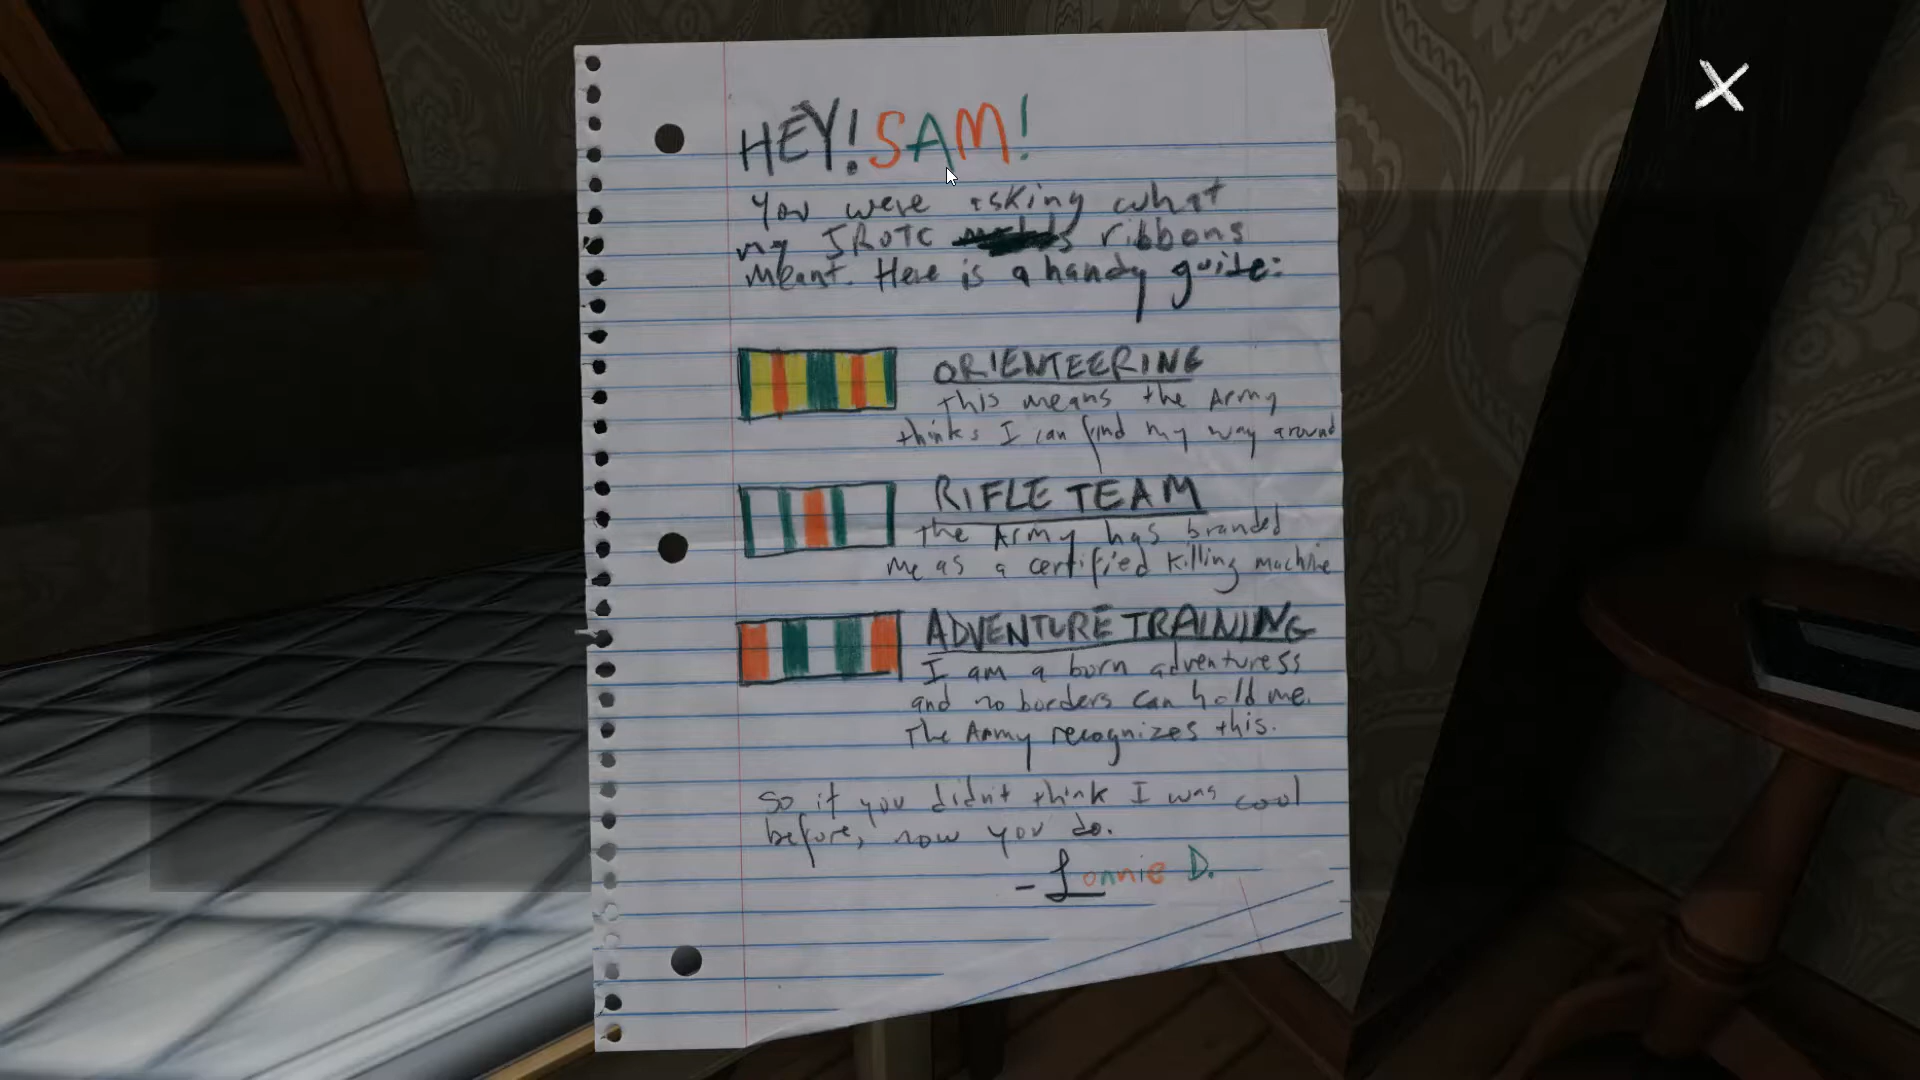 HEY! SAM!
You were asking what
my JROTC ribbons
meant. Here is a handy guide:
ORIENTEERING
This means the Army
thinks I can find my way around
RIFLE TEAM
The Army has branded
me as a certified killing machine
ADVENTURE TRAINING
I am a born adventuress
and no borders can hold me.
The Army recognizes this.
So if you didn't think I was cool
before, now you do.
- Lonnie D.